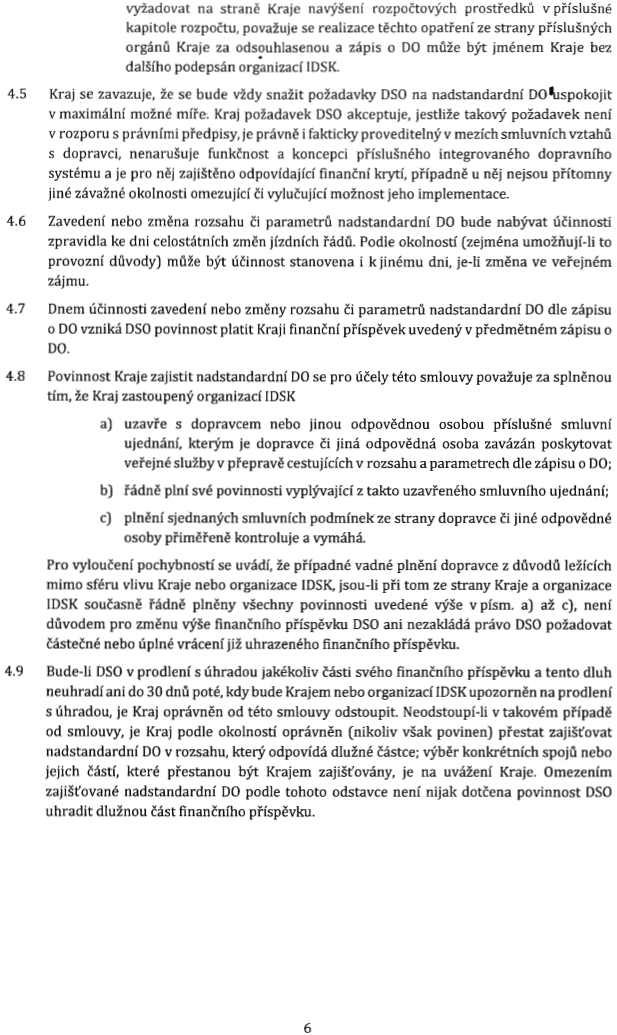 vyžadovat na straně Kraje navýšení rozpočtových prostředků v příslušné
kapitole rozpočtu, považuje se realizace těchto opatření ze strany příslušných
orgánů Kraje za odsouhlasenou a zápis o DO může být jménem Kraje bez
dalšího podepsán organizací IDSK.
4.5 Kraj se zavazuje, že se bude vždy snažit požadavky DSO na nadstandardní DO uspokojit
v maximální možné míře. Kraj požadavek DSO akceptuje, jestliže takový požadavek není
v rozporu s právními předpisy, je právně i fakticky proveditelný v mezích smluvních vztahů
s dopravci, nenarušuje funkčnost a koncepci příslušného integrovaného dopravního
systému a je pro něj zajištěno odpovídající finanční krytí, případně u něj nejsou přítomny
jiné závažné okolnosti omezující či vylučující možnost jeho implementace.
4.6 Zavedení nebo změna rozsahu či parametrů nadstandardní DO bude nabývat účinnosti
zpravidla ke dni celostátních změn jízdních řádů. Podle okolností (zejména umožňují-li to
provozní důvody) může být účinnost stanovena i k jinému dni, je-li změna ve veřejném
zájmu.
4.7 Dnem účinnosti zavedení nebo změny rozsahu či parametrů nadstandardní DO dle zápisu
o DO vzniká DSO povinnost platit Kraji finanční příspěvek uvedený v předmětném zápisu o
DO.
4.8 Povinnost Kraje zajistit nadstandardní DO se pro účely této smlouvy považuje za splněnou
tím, že Kraj zastoupený organizací IDSK
a) uzavře s dopravcem nebo jinou odpovědnou osobou příslušné smluvní
ujednání, kterým je dopravce či jiná odpovědná osoba zavázán poskytovat
veřejné služby v přepravě cestujících v rozsahu a parametrech dle zápisu o DO;
b) řádně plní své povinnosti vyplývající z takto uzavřeného smluvního ujednání;
c) plnění sjednaných smluvních podmínek ze strany dopravce či jiné odpovědné
osoby přiměřeně kontroluje a vymáhá.
Pro vyloučení pochybností se uvádí, že případné vadné plnění dopravce z důvodů ležících
mimo sféru vlivu Kraje nebo organizace IDSK, jsou-li při tom ze strany Kraje a organizace
IDSK současně řádně plněny všechny povinnosti uvedené výše v písm. a) až c), není
důvodem pro změnu výše finančního příspěvku DSO ani nezakládá právo DSO požadovat
částečné nebo úplné vrácení již uhrazeného finančního příspěvku.
4.9 Bude-li DSO v prodlení s úhradou jakékoliv části svého finančního příspěvku a tento dluh
neuhradí ani do 30 dnů poté, kdy bude Krajem nebo organizací IDSK upozorněn na prodlení
s úhradou, je Kraj oprávněn od této smlouvy odstoupit. Neodstoupí-li v takovém případě
od smlouvy, je Kraj podle okolností oprávněn (nikoliv však povinen) přestat zajišťovat
nadstandardní DO v rozsahu, který odpovídá dlužné částce; výběr konkrétních spojů nebo
jejich částí, které přestanou být Krajem zajišťovány, je na uvážení Kraje. Omezením
zajišťované nadstandardní DO podle tohoto odstavce není nijak dotčena povinnost DSO
uhradit dlužnou část finančního příspěvku.
6